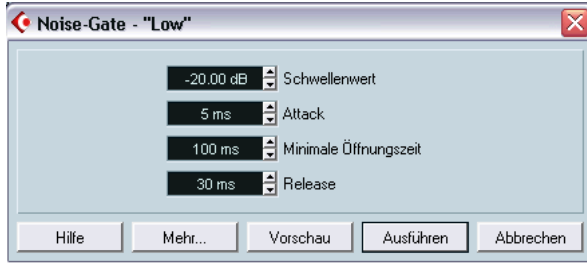 Noise-Gate - "Low"
-20.00 dB Schwellenwert
5 ms Attack
100 ms Minimale Öffnungszeit
30 ms Release
Hilfe Mehr... Vorschau Ausführen Abbrechen